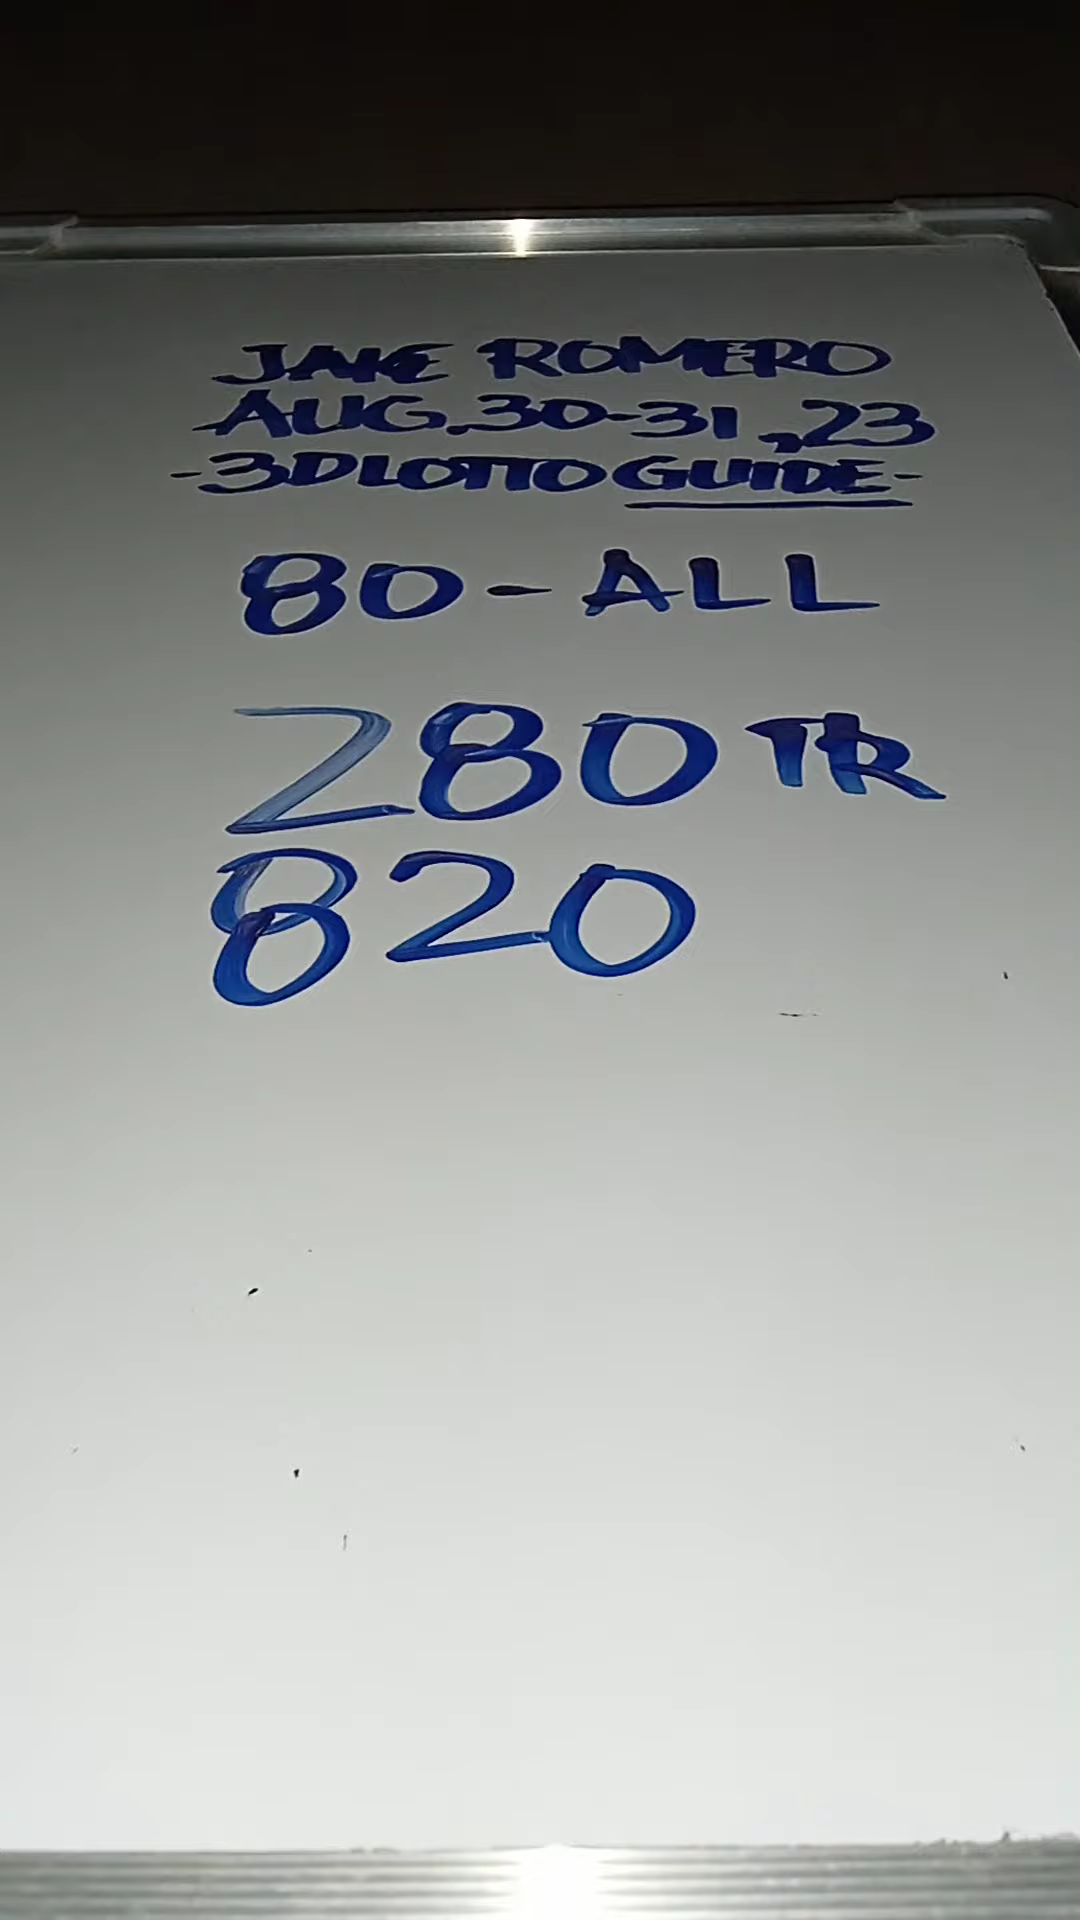 JAKE ROMERO
AUG.30-31,23
-3D LOTTO GUIDE-
80-ALL
280 TR
820